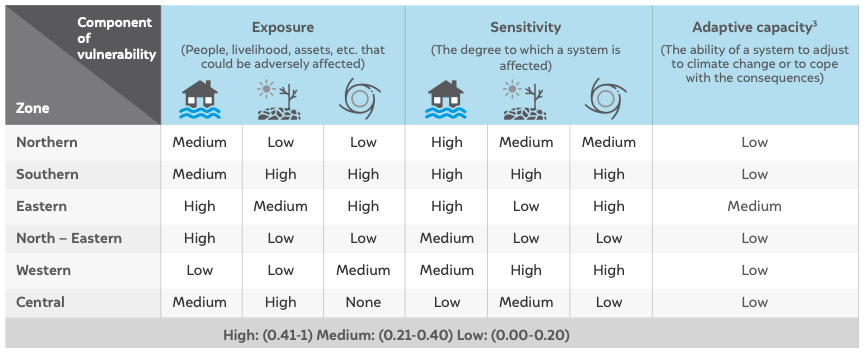 Component
of
vulnerability
Zone
Exposure
(People, livelihood, assets, etc. that
could be adversely affected)
Sensitivity
(The degree to which a system is
affected)
Adaptive capacity³
(The ability of a system to adjust
to climate change or to cope
with the consequences)
Northern Medium Low Low High Medium Medium Low
Southern Medium High High High High High Low
Eastern High Medium High High Low High Medium
North – Eastern High Low Low Medium Low Low Low
Western Low Low Medium Medium High High Low
Central Medium High None Low Medium Low Low
High: (0.41-1) Medium: (0.21-0.40) Low: (0.00-0.20)